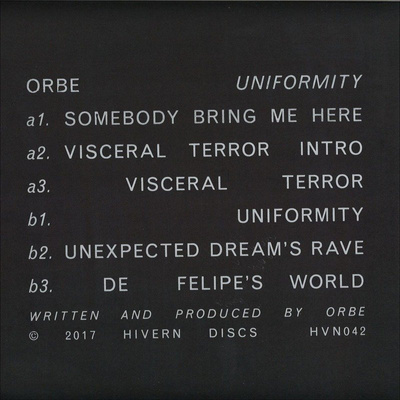 ORBE UNIFORMITY
a1. SOMEBODY BRING ME HERE
a2. VISCERAL TERROR INTRO
a3. VISCERAL TERROR
b1. UNIFORMITY
b2. UNEXPECTED DREAM'S RAVE
b3. DE FELIPE'S WORLD
WRITTEN AND PRODUCED BY ORBE
© 2017 HIVERN DISCS HVN042